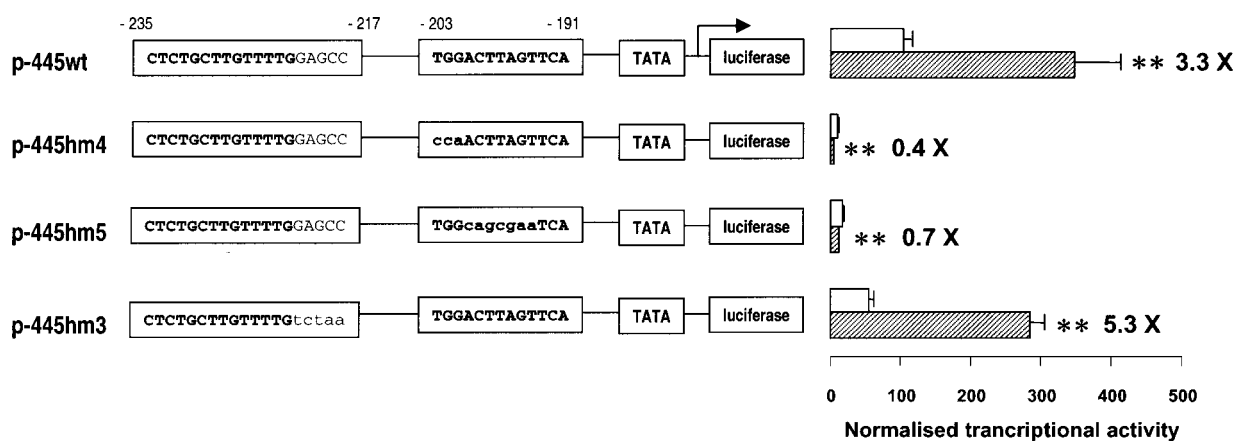 - 235 - 217 - 203 - 191
p-445wt CTCTGCTTGTTTTGGAGCC TGGACTTAGTTCA TATA luciferase ** 3.3 X
p-445hm4 CTCTGCTTGTTTTGGAGCC ccaACTTAGTTCA TATA luciferase ** 0.4 X
p-445hm5 CTCTGCTTGTTTTGGAGCC TGGcagcgaaTCA TATA luciferase ** 0.7 X
p-445hm3 CTCTGCTTGTTTTGtctaa TGGACTTAGTTCA TATA luciferase ** 5.3 X
0 100 200 300 400 500
Normalised trancriptional activity